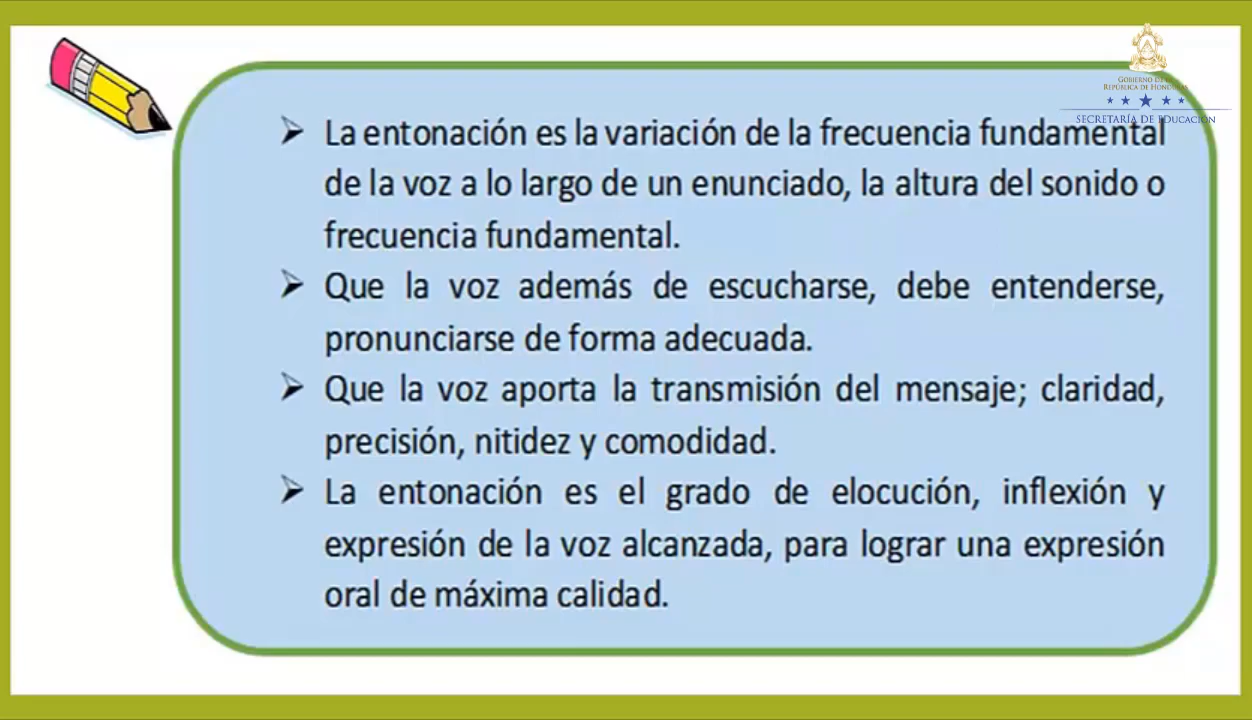 GOBIERNO DE LA
REPÚBLICA DE HONDURAS
SECRETARÍA DE EDUCACIÓN
➢ La entonación es la variación de la frecuencia fundamental
de la voz a lo largo de un enunciado, la altura del sonido o
frecuencia fundamental.
➢ Que la voz además de escucharse, debe entenderse,
pronunciarse de forma adecuada.
➢ Que la voz aporta la transmisión del mensaje; claridad,
precisión, nitidez y comodidad.
➢ La entonación es el grado de elocución, inflexión y
expresión de la voz alcanzada, para lograr una expresión
oral de máxima calidad.